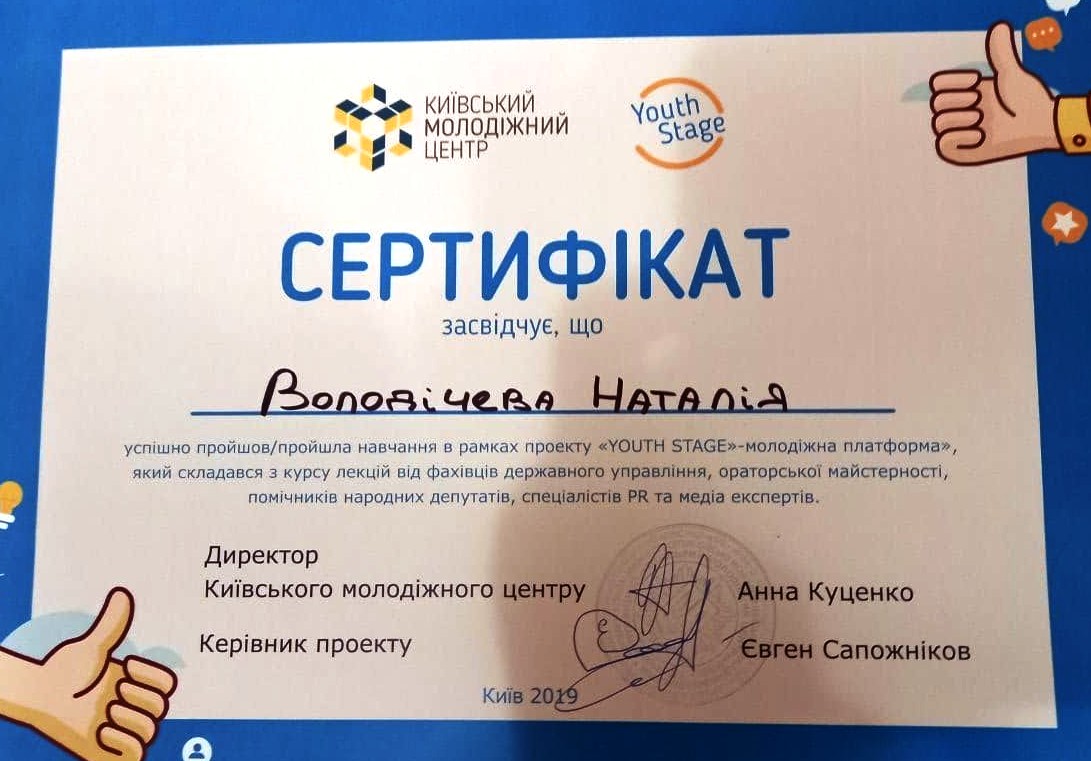 КИЇВСЬКИЙ
МОЛОДІЖНИЙ
ЦЕНТР
Youth
Stage
СЕРТИФІКАТ
засвідчує, що
Володічева Наталія
успішно пройшов/пройшла навчання в рамках проекту «YOUTH STAGE»-молодіжна платформа»,
який складався з курсу лекцій від фахівців державного управління, ораторської майстерності,
помічників народних депутатів, спеціалістів PR та медіа експертів.
Директор
Київського молодіжного центру
Анна Куценко
Керівник проекту
Євген Сапожніков
Київ 2019